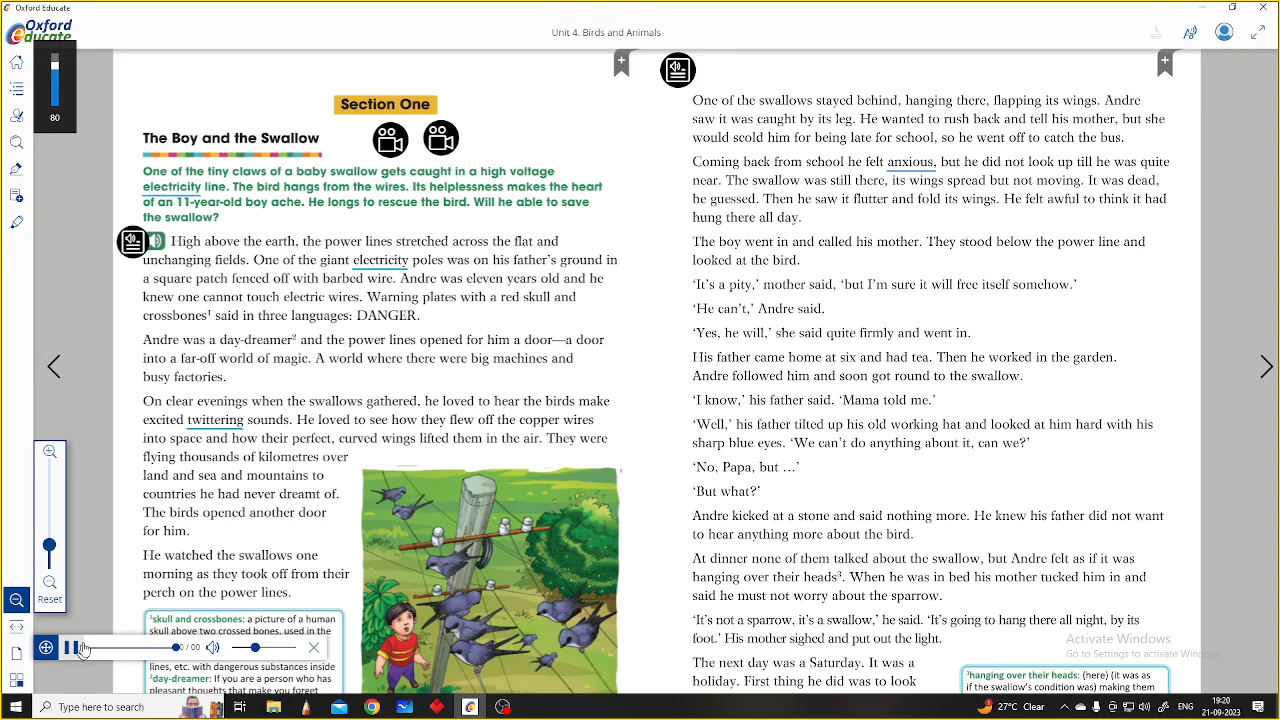 Oxford Educate
Oxford
educate
Unit 4. Birds and Animals
80
Section One
The Boy and the Swallow
One of the tiny claws of a baby swallow gets caught in a high voltage
electricity line. The bird hangs from the wires. Its helplessness makes the heart
of an 11-year-old boy ache. He longs to rescue the bird. Will he able to save
the swallow?
High above the earth, the power lines stretched across the flat and
unchanging fields. One of the giant electricity poles was on his father's ground in
a square patch fenced off with barbed wire. Andre was eleven years old and he
knew one cannot touch electric wires. Warning plates with a red skull and
crossbones¹ said in three languages: DANGER.
Andre was a day-dreamer² and the power lines opened for him a door—a door
into a far-off world of magic. A world where there were big machines and
busy factories.
On clear evenings when the swallows gathered, he loved to hear the birds make
excited twittering sounds. He loved to see how they flew off the copper wires
into space and how their perfect, curved wings lifted them in the air. They were
flying thousands of kilometres over
land and sea and mountains to
countries he had never dreamt of.
The birds opened another door
for him.
He watched the swallows one
morning as they took off from their
perch on the power lines.
¹skull and crossbones: a picture of a human
skull above two crossed bones, used in the
lines, etc. with dangerous substances inside
²day-dreamer: If you are a person who has
pleasant thoughts that make you forget
Reset
0 / 00
One of the swallows stayed behind, hanging there, flapping its wings. Andre
saw it was caught by its leg. He wanted to rush back and tell his mother, but she
would scold him for being late for school, so he went off to catch the bus.
Coming back from school he felt anxious, but he did not look up till he was quite
near. The swallow was still there, its wings spread but not moving. It was dead,
he guessed. Then he saw it flutter and fold its wings. He felt awful to think it had
hung there all day.
The boy went in and called his mother. They stood below the power line and
looked at the bird.
‘It's a pity,’ mother said, ‘but I'm sure it will free itself somehow.’
‘He can't,’ Andre said.
‘Yes, he will,’ she said quite firmly and went in.
His father came home at six and had tea. Then he worked in the garden.
Andre followed him and soon got round to the swallow.
‘I know,’ his father said. ‘Mama told me.’
‘Well,’ his father tilted up his old working hat and looked at him hard with his
sharp blue eyes. ‘We can't do anything about it, can we?’
‘No, Papa, but ...’
‘But what?’
Andre kicked at a stone and said nothing more. He knew his father did not want
to hear anything more about the bird.
At dinner none of them talked about the swallow, but Andre felt as if it was
hanging over their heads³. When he was in bed his mother tucked him in and
said he must not worry about the sparrow.
‘It's not a sparrow, it's a swallow,’ he said. ‘It's going to hang there all night, by its
foot.’ His mother sighed and put out the light.
The next day was a Saturday. It was a
holiday. First thing he did was to look
³hanging over their heads: (here) (it was as
if the swallow's condition was) making them
Activate Windows
Go to Settings to activate Windows.
Type here to search
27°C Clear
ENG
19:20
21-09-2023